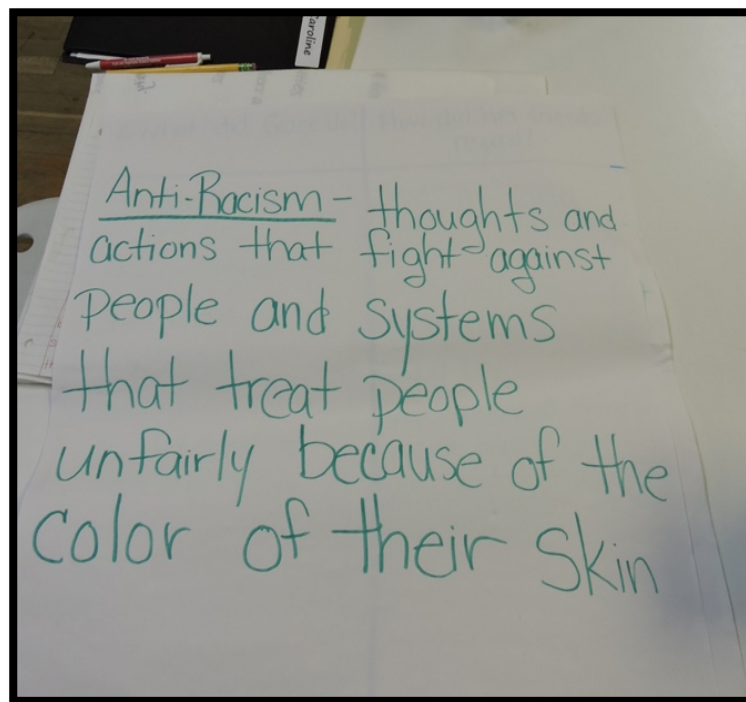 Caroline
Anti-Racism - thoughts and
actions that fight against
people and systems
that treat people
unfairly because of the
color of their skin